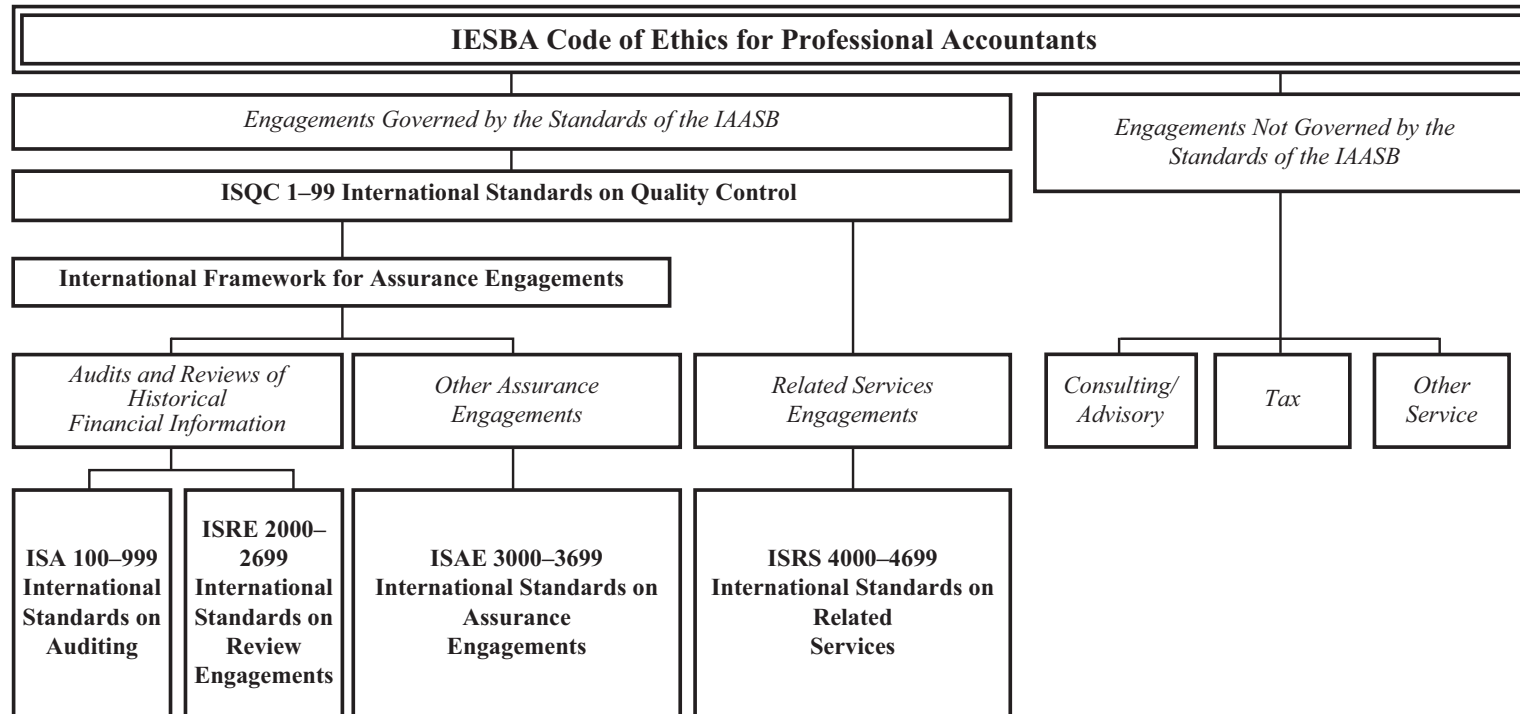 IESBA Code of Ethics for Professional Accountants
Engagements Governed by the Standards of the IAASB
Engagements Not Governed by the
Standards of the IAASB
ISQC 1–99 International Standards on Quality Control
International Framework for Assurance Engagements
Audits and Reviews of
Historical
Financial Information
Other Assurance
Engagements
Related Services
Engagements
Consulting/
Advisory
Tax
Other
Service
ISA 100–999
International
Standards on
Auditing
ISRE 2000–
2699
International
Standards on
Review
Engagements
ISAE 3000–3699
International Standards on
Assurance
Engagements
ISRS 4000–4699
International Standards on
Related
Services